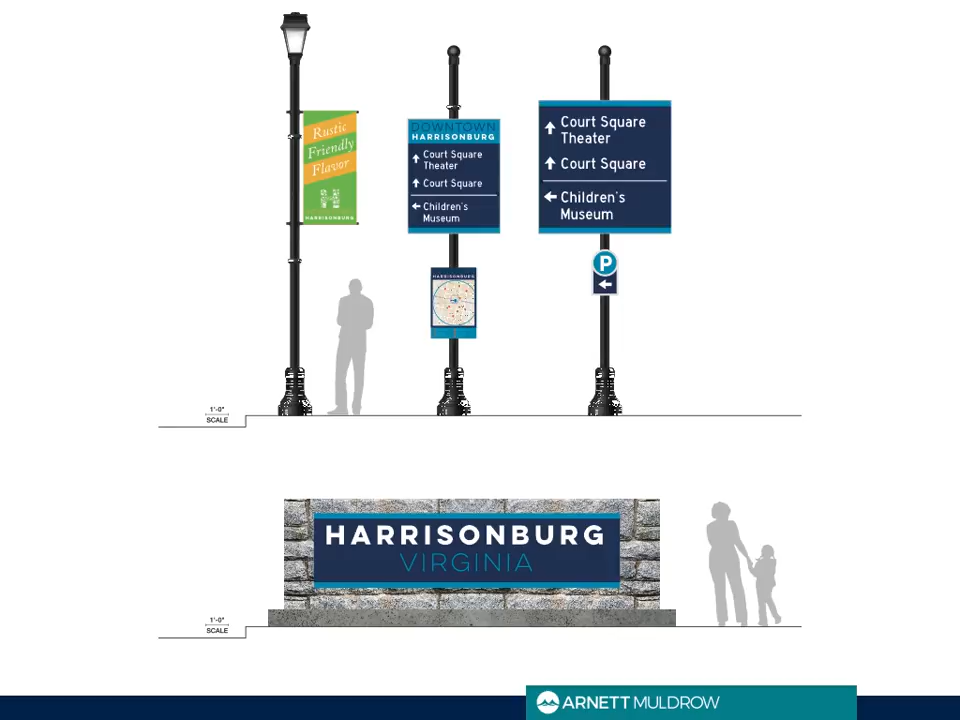 Rustic
Friendly
Flavor
HARRISONBURG
DOWNTOWN
HARRISONBURG
Court Square
Theater
Court Square
Children's
Museum
HARRISONBURG
Court Square
Theater
Court Square
Children's
Museum
P
1'-0"
SCALE
HARRISONBURG
VIRGINIA
1'-0"
SCALE
ARNETT MULDROW